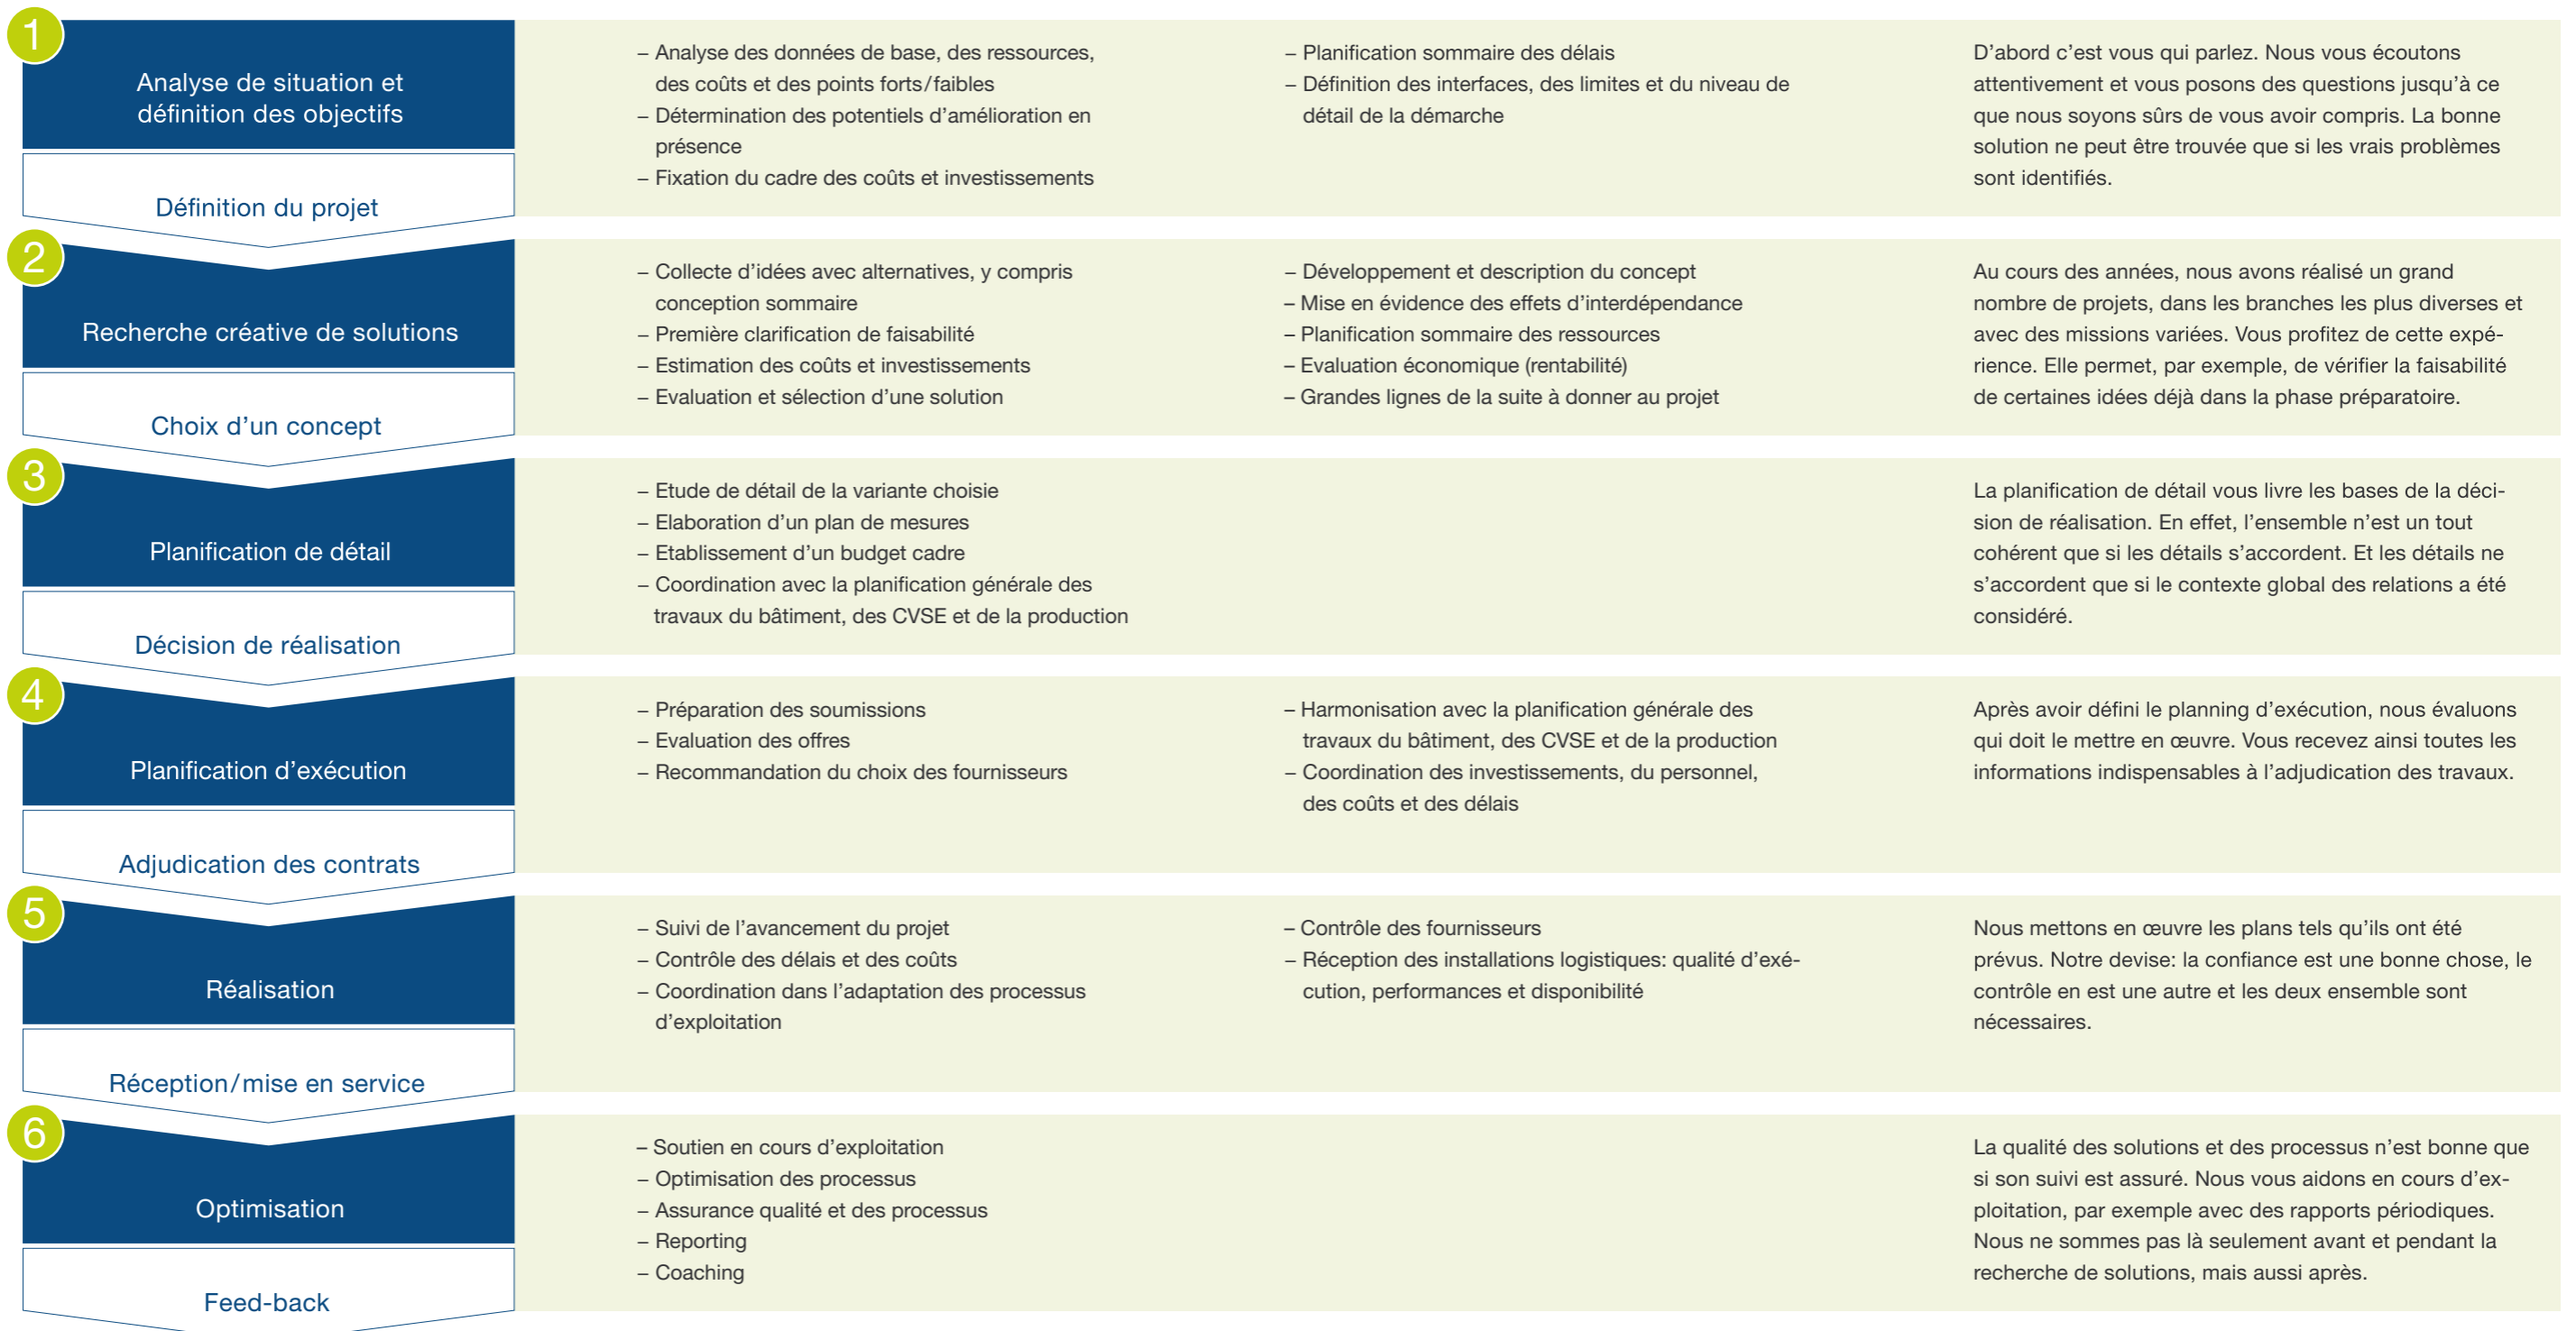 1
Analyse de situation et
définition des objectifs
Définition du projet
– Analyse des données de base, des ressources,
des coûts et des points forts/faibles
– Détermination des potentiels d’amélioration en
présence
– Fixation du cadre des coûts et investissements
– Planification sommaire des délais
– Définition des interfaces, des limites et du niveau de
détail de la démarche
D’abord c’est vous qui parlez. Nous vous écoutons
attentivement et vous posons des questions jusqu’à ce
que nous soyons sûrs de vous avoir compris. La bonne
solution ne peut être trouvée que si les vrais problèmes
sont identifiés.
2
Recherche créative de solutions
Choix d’un concept
– Collecte d’idées avec alternatives, y compris
conception sommaire
– Première clarification de faisabilité
– Estimation des coûts et investissements
– Evaluation et sélection d’une solution
– Développement et description du concept
– Mise en évidence des effets d’interdépendance
– Planification sommaire des ressources
– Evaluation économique (rentabilité)
– Grandes lignes de la suite à donner au projet
Au cours des années, nous avons réalisé un grand
nombre de projets, dans les branches les plus diverses et
avec des missions variées. Vous profitez de cette expé-
rience. Elle permet, par exemple, de vérifier la faisabilité
de certaines idées déjà dans la phase préparatoire.
3
Planification de détail
Décision de réalisation
– Etude de détail de la variante choisie
– Elaboration d’un plan de mesures
– Etablissement d’un budget cadre
– Coordination avec la planification générale des
travaux du bâtiment, des CVSE et de la production
La planification de détail vous livre les bases de la déci-
sion de réalisation. En effet, l’ensemble n’est un tout
cohérent que si les détails s’accordent. Et les détails ne
s’accordent que si le contexte global des relations a été
considéré.
4
Planification d’exécution
Adjudication des contrats
– Préparation des soumissions
– Evaluation des offres
– Recommandation du choix des fournisseurs
– Harmonisation avec la planification générale des
travaux du bâtiment, des CVSE et de la production
– Coordination des investissements, du personnel,
des coûts et des délais
Après avoir défini le planning d’exécution, nous évaluons
qui doit le mettre en œuvre. Vous recevez ainsi toutes les
informations indispensables à l’adjudication des travaux.
5
Réalisation
Réception/mise en service
– Suivi de l’avancement du projet
– Contrôle des délais et des coûts
– Coordination dans l’adaptation des processus
d’exploitation
– Contrôle des fournisseurs
– Réception des installations logistiques: qualité d’exé-
cution, performances et disponibilité
Nous mettons en œuvre les plans tels qu’ils ont été
prévus. Notre devise: la confiance est une bonne chose, le
contrôle en est une autre et les deux ensemble sont
nécessaires.
6
Optimisation
Feed-back
– Soutien en cours d’exploitation
– Optimisation des processus
– Assurance qualité et des processus
– Reporting
– Coaching
La qualité des solutions et des processus n’est bonne que
si son suivi est assuré. Nous vous aidons en cours d’ex-
ploitation, par exemple avec des rapports périodiques.
Nous ne sommes pas là seulement avant et pendant la
recherche de solutions, mais aussi après.